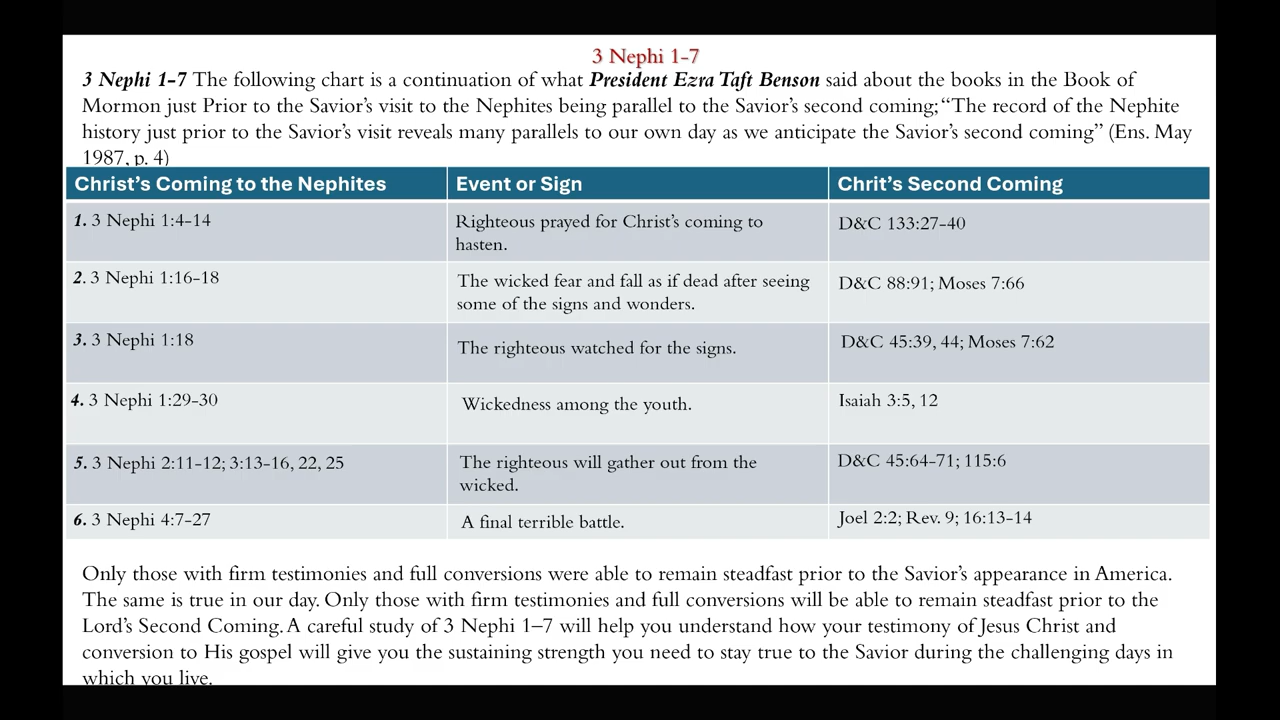 3 Nephi 1-7
3 Nephi 1-7 The following chart is a continuation of what President Ezra Taft Benson said about the books in the Book of
Mormon just Prior to the Savior's visit to the Nephites being parallel to the Savior's second coming; "The record of the Nephite
history just prior to the Savior's visit reveals many parallels to our own day as we anticipate the Savior's second coming" (Ens. May
1987, p. 4)
Christ's Coming to the Nephites Event or Sign Chrit's Second Coming
1. 3 Nephi 1:4-14 Righteous prayed for Christ's coming to D&C 133:27-40
hasten.
2. 3 Nephi 1:16-18 The wicked fear and fall as if dead after seeing D&C 88:91; Moses 7:66
some of the signs and wonders.
3. 3 Nephi 1:18 The righteous watched for the signs. D&C 45:39, 44; Moses 7:62
4. 3 Nephi 1:29-30 Wickedness among the youth. Isaiah 3:5, 12
5. 3 Nephi 2:11-12; 3:13-16, 22, 25 The righteous will gather out from the D&C 45:64-71; 115:6
wicked.
6. 3 Nephi 4:7-27 A final terrible battle. Joel 2:2; Rev. 9; 16:13-14
Only those with firm testimonies and full conversions were able to remain steadfast prior to the Savior's appearance in America.
The same is true in our day. Only those with firm testimonies and full conversions will be able to remain steadfast prior to the
Lord's Second Coming. A careful study of 3 Nephi 1–7 will help you understand how your testimony of Jesus Christ and
conversion to His gospel will give you the sustaining strength you need to stay true to the Savior during the challenging days in
which you live.